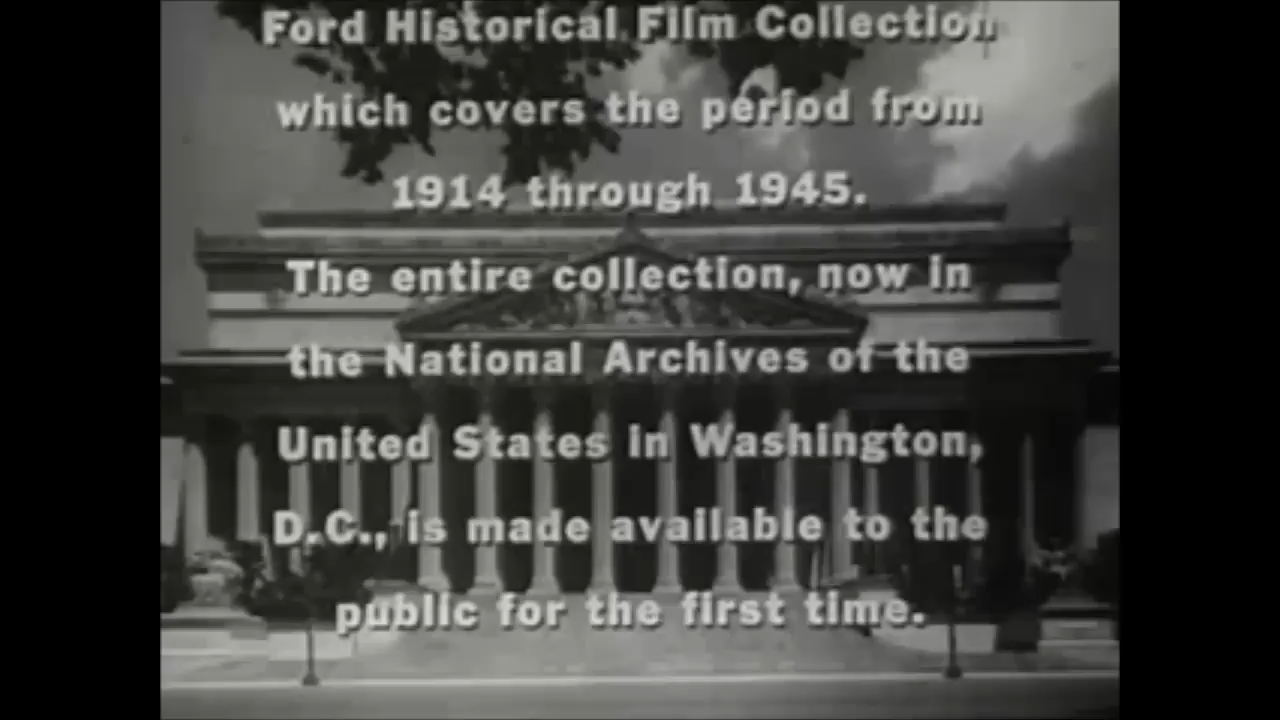 Ford Historical Film Collection
which covers the period from
1914 through 1945.
The entire collection, now in
the National Archives of the
United States in Washington,
D.C., is made available to the
public for the first time.